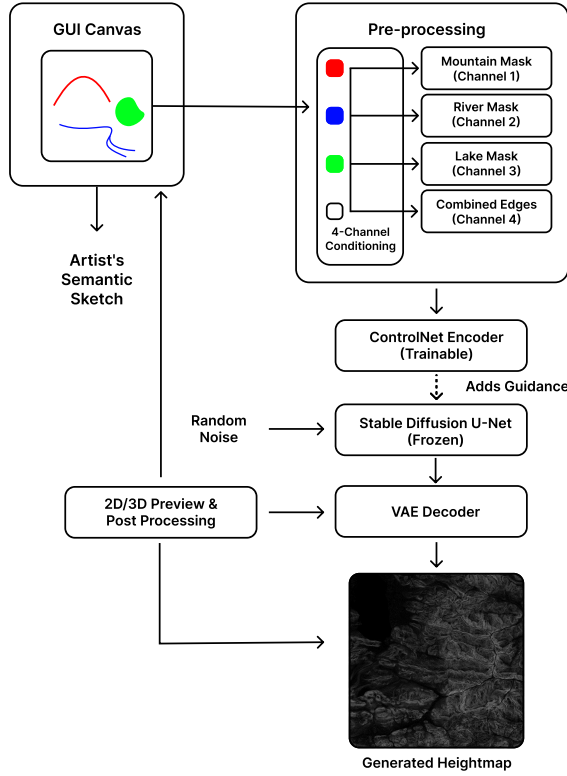 GUI Canvas
Pre-processing
Mountain Mask
(Channel 1)
River Mask
(Channel 2)
Lake Mask
(Channel 3)
Combined Edges
(Channel 4)
4-Channel
Conditioning
Artist's
Semantic
Sketch
ControlNet Encoder
(Trainable)
Adds Guidance
Random
Noise
Stable Diffusion U-Net
(Frozen)
2D/3D Preview &
Post Processing
VAE Decoder
Generated Heightmap